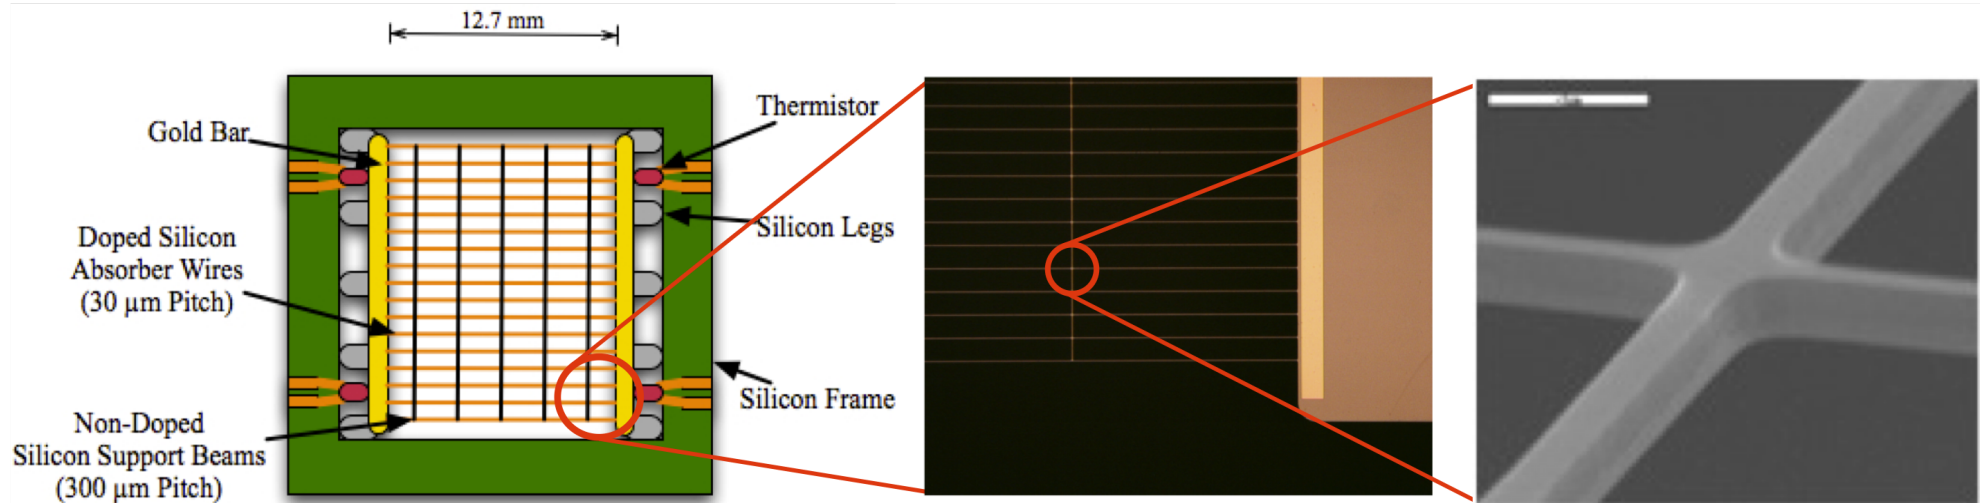 12.7 mm
Gold Bar
Thermistor
Silicon Legs
Doped Silicon
Absorber Wires
(30 µm Pitch)
Silicon Frame
Non-Doped
Silicon Support Beams
(300 µm Pitch)